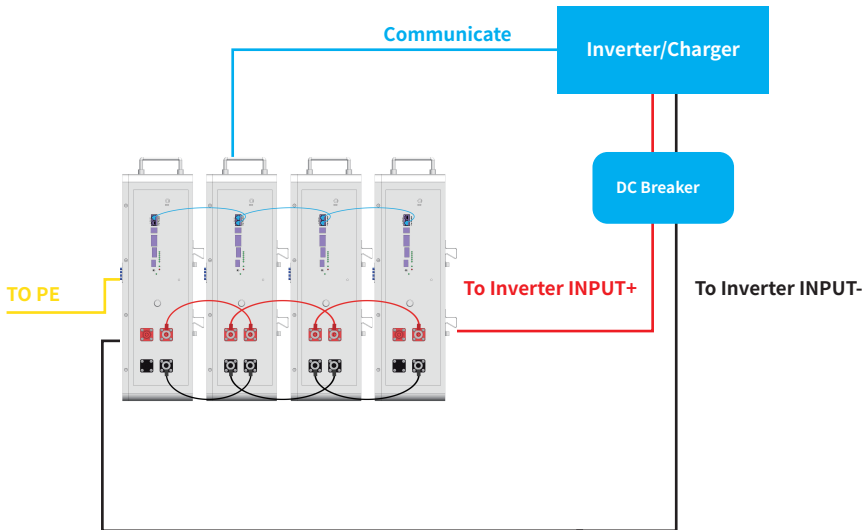 Communicate
Inverter/Charger
DC Breaker
TO PE
To Inverter INPUT+
To Inverter INPUT-